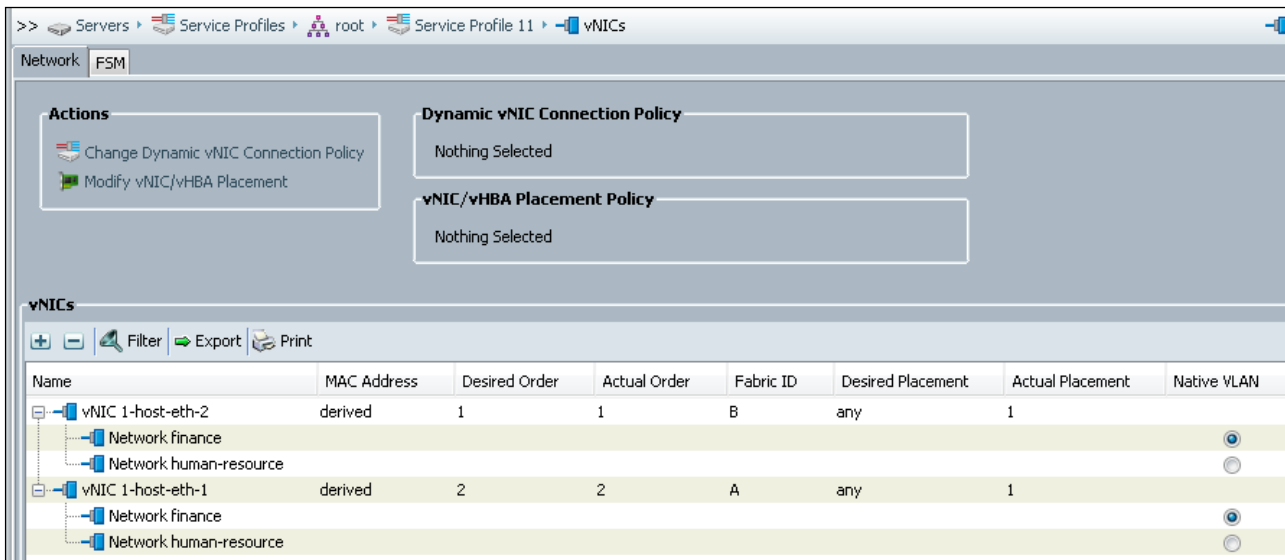 >> Servers Service Profiles root Service Profile 11 vNICs
Network FSM
Actions
Change Dynamic vNIC Connection Policy
Modify vNIC/vHBA Placement
Dynamic vNIC Connection Policy
Nothing Selected
vNIC/vHBA Placement Policy
Nothing Selected
vNICs
Filter Export Print
Name MAC Address Desired Order Actual Order Fabric ID Desired Placement Actual Placement Native VLAN
vNIC 1-host-eth-2 derived 1 1 B any 1
Network finance
Network human-resource
vNIC 1-host-eth-1 derived 2 2 A any 1
Network finance
Network human-resource